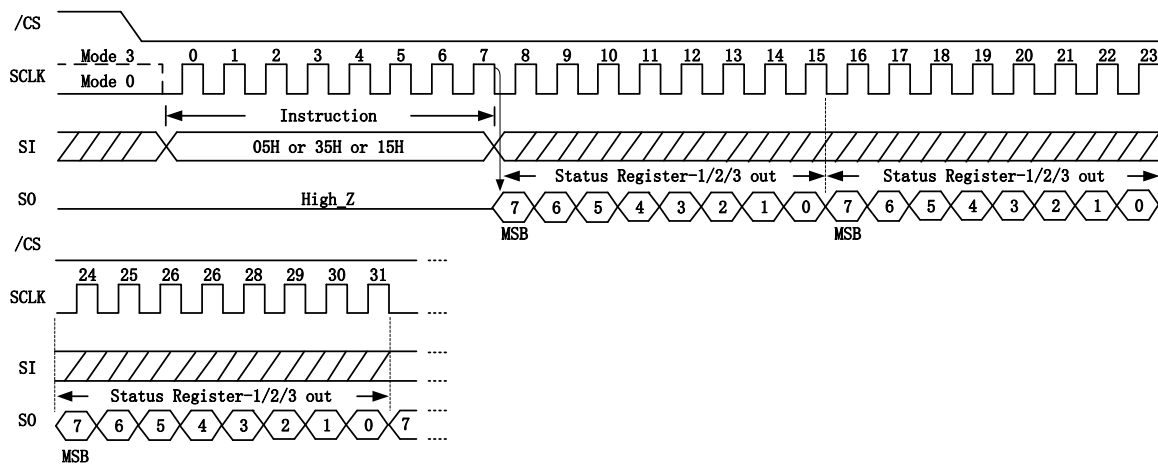 /CS
Mode 3 0 1 2 3 4 5 6 7 8 9 10 11 12 13 14 15 16 17 18 19 20 21 22 23
SCLK
Mode 0
Instruction
SI 05H or 35H or 15H
Status Register-1/2/3 out Status Register-1/2/3 out
SO High_Z 7 6 5 4 3 2 1 0 7 6 5 4 3 2 1 0
MSB MSB
/CS
24 25 26 26 28 29 30 31
SCLK
SI
Status Register-1/2/3 out
SO 7 6 5 4 3 2 1 0 7
MSB